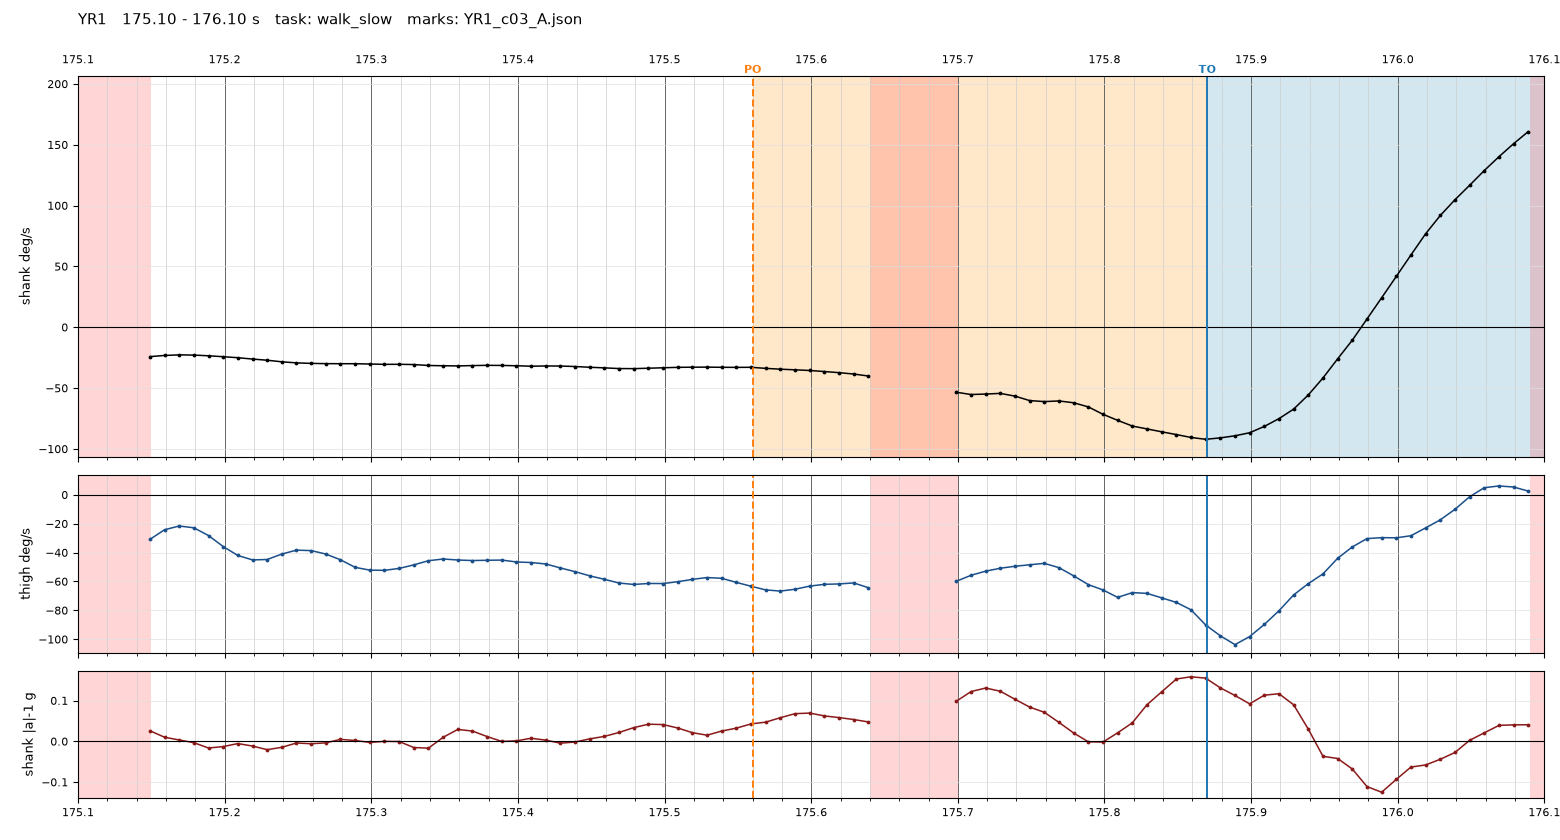 YR1   175.10 - 176.10 s   task: walk_slow   marks: YR1_c03_A.json
175.1 175.2 175.3 175.4 175.5 175.6 175.7 175.8 175.9 176.0 176.1
PO TO
shank deg/s
200
150
100
50
0
−50
−100
thigh deg/s
0
−20
−40
−60
−80
−100
shank |a|-1 g
0.1
0.0
−0.1
175.1 175.2 175.3 175.4 175.5 175.6 175.7 175.8 175.9 176.0 176.1